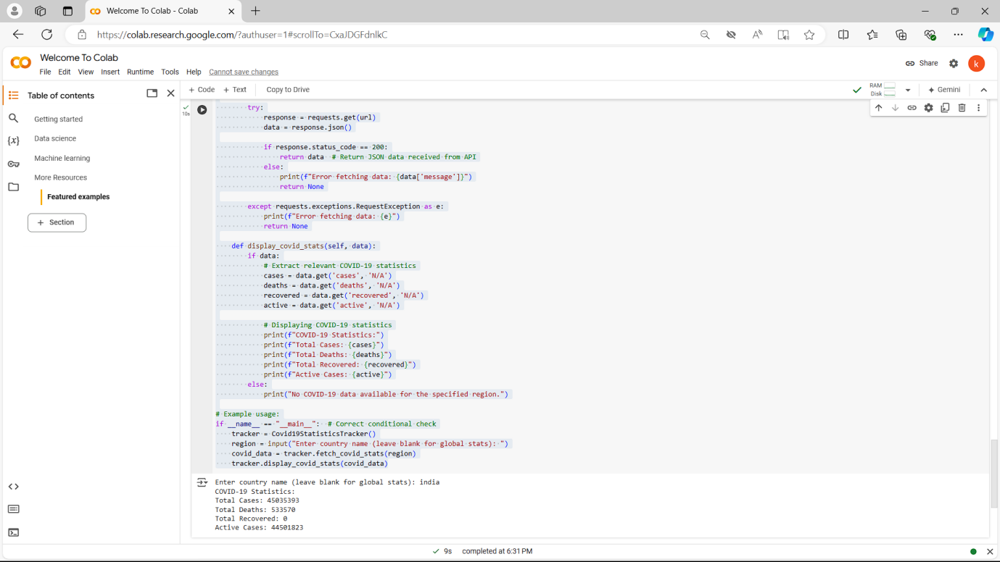 Welcome To Colab - Colab
https://colab.research.google.com/?authuser=1#scrollTo=CxaJDGFdnlkC
Welcome To Colab
Share
k
File Edit View Insert Runtime Tools Help Cannot save changes
Table of contents
+ Code + Text Copy to Drive
RAM
Disk
Gemini
Getting started
Data science
Machine learning
More Resources
Featured examples
+ Section
10s
try:
response = requests.get(url)
data = response.json()
if response.status_code == 200:
return data # Return JSON data received from API
else:
print(f"Error fetching data: {data['message']}")
return None
except requests.exceptions.RequestException as e:
print(f"Error fetching data: {e}")
return None
def display_covid_stats(self, data):
if data:
# Extract relevant COVID-19 statistics
cases = data.get('cases', 'N/A')
deaths = data.get('deaths', 'N/A')
recovered = data.get('recovered', 'N/A')
active = data.get('active', 'N/A')
# Displaying COVID-19 statistics
print(f"COVID-19 Statistics:")
print(f"Total Cases: {cases}")
print(f"Total Deaths: {deaths}")
print(f"Total Recovered: {recovered}")
print(f"Active Cases: {active}")
else:
print("No COVID-19 data available for the specified region.")
# Example usage:
if __name__ == "__main__": # Correct conditional check
tracker = Covid19StatisticsTracker()
region = input("Enter country name (leave blank for global stats): ")
covid_data = tracker.fetch_covid_stats(region)
tracker.display_covid_stats(covid_data)
Enter country name (leave blank for global stats): india
COVID-19 Statistics:
Total Cases: 45035393
Total Deaths: 533570
Total Recovered: 0
Active Cases: 44501823
9s completed at 6:31 PM